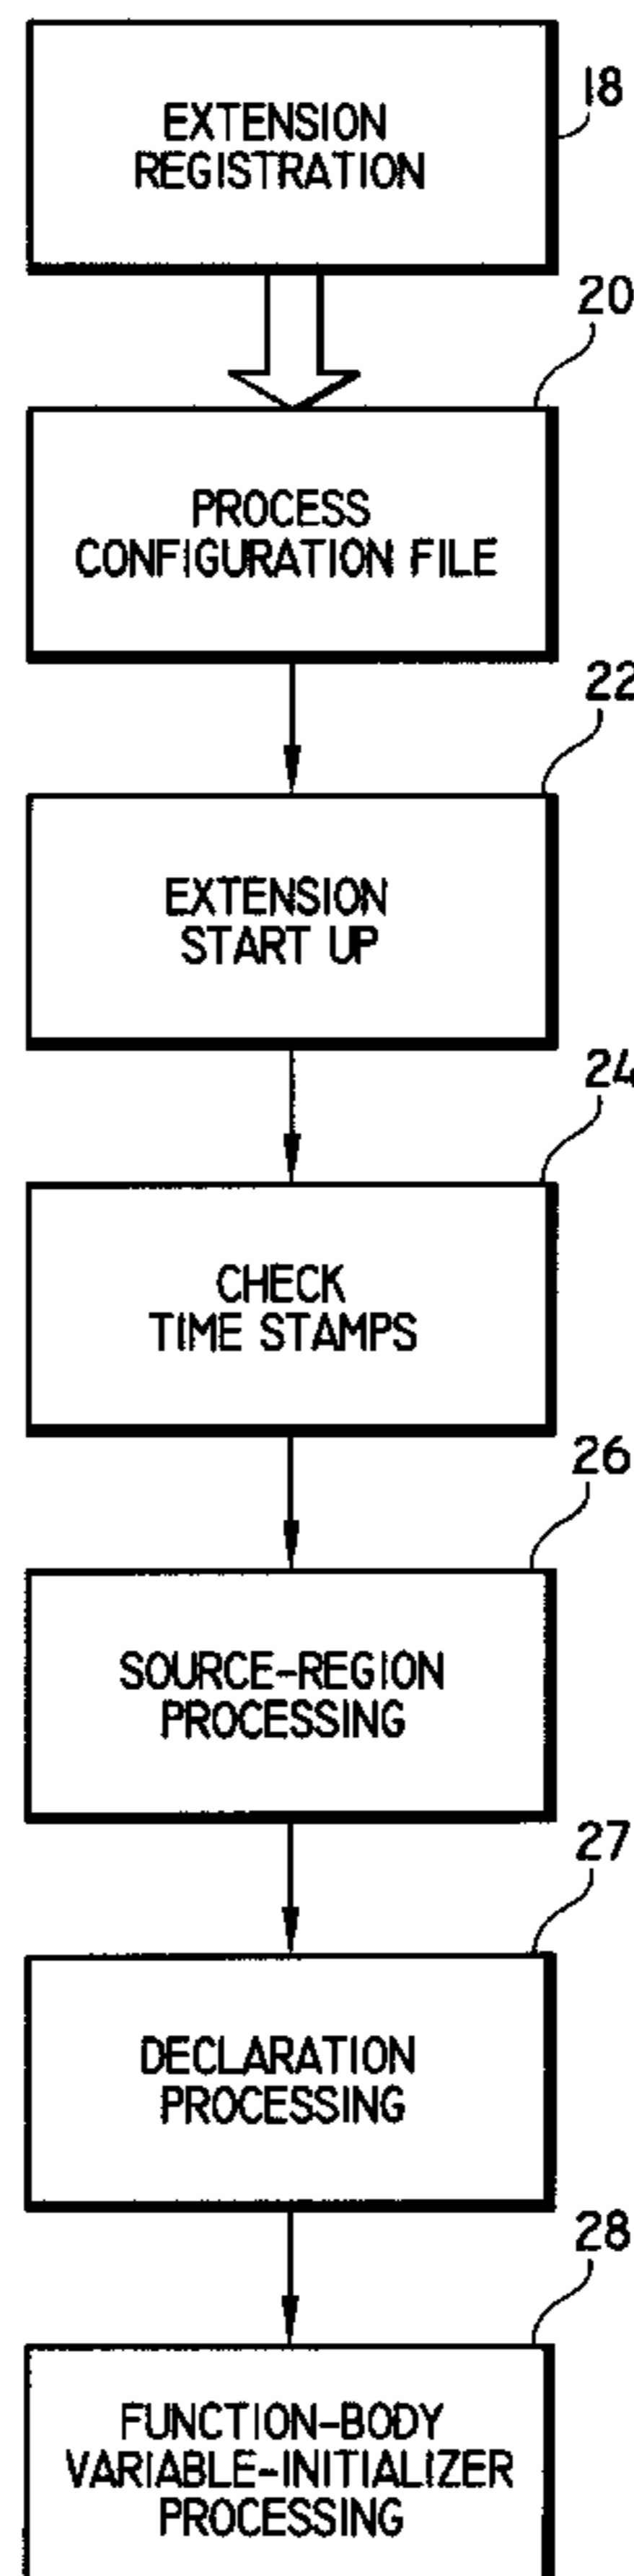 18
EXTENSION
REGISTRATION
20
PROCESS
CONFIGURATION FILE
22
EXTENSION
START UP
24
CHECK
TIME STAMPS
26
SOURCE-REGION
PROCESSING
27
DECLARATION
PROCESSING
28
FUNCTION-BODY
VARIABLE-INITIALIZER
PROCESSING